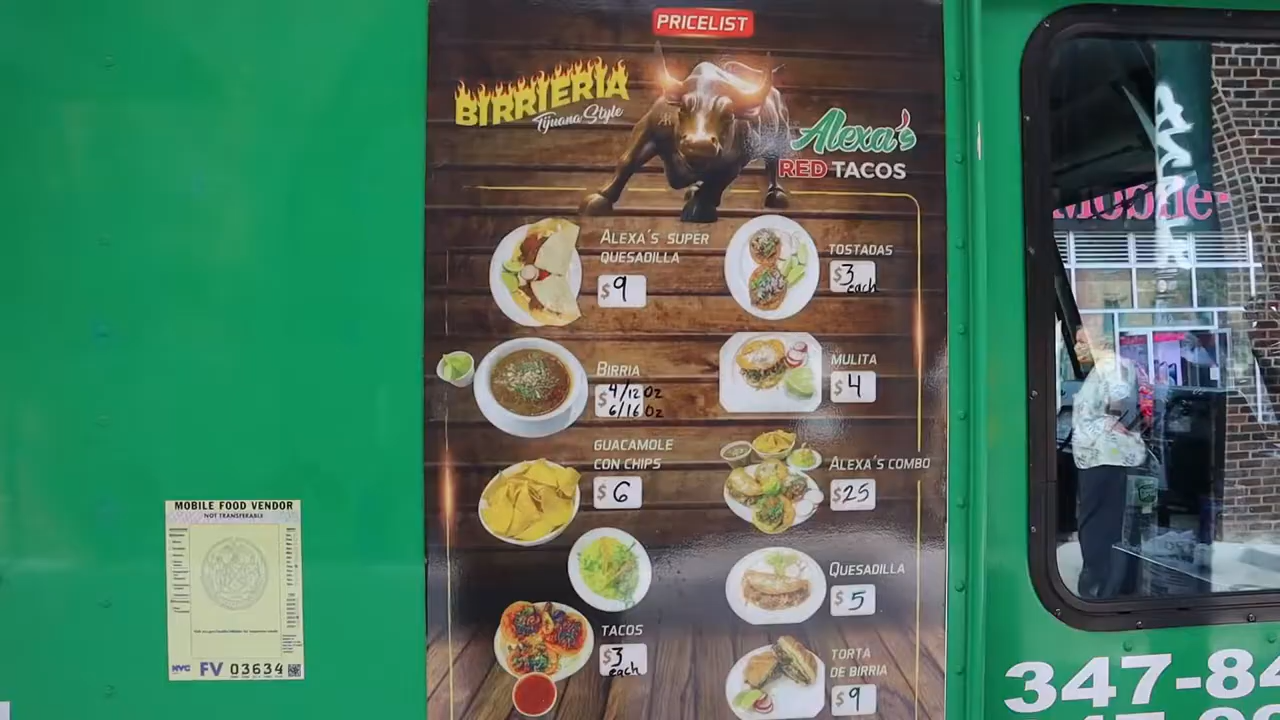 PRICELIST
BIRRIERIA
Tijuana Style
Alexa's
RED TACOS
ALEXA'S SUPER
QUESADILLA
$9
TOSTADAS
$3
each
BIRRIA
$4/12 Oz
6/16 Oz
MULITA
$4
GUACAMOLE
CON CHIPS
$6
ALEXA'S COMBO
$25
QUESADILLA
$5
TACOS
$3
each
TORTA
DE BIRRIA
$9
MOBILE FOOD VENDOR
NOT TRANSFERABLE
NYC FV 03634
Mobile
347-84